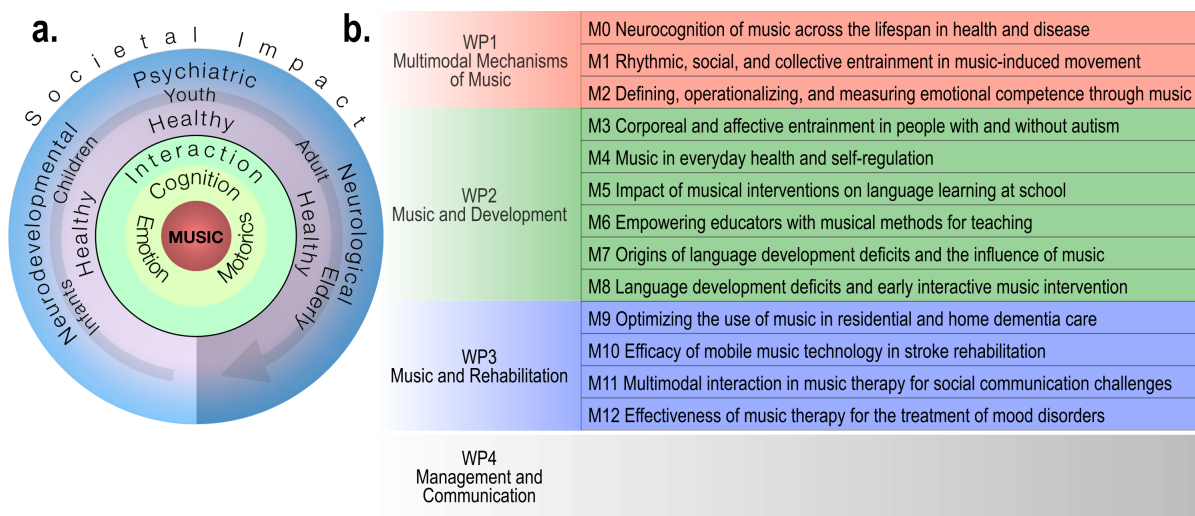 a.
Societal Impact
Psychiatric
Youth
Healthy
Interaction
Cognition
MUSIC
Emotion
Motorics
Neurodevelopmental
Children
Healthy
Infants
Adult
Healthy
Neurological
Elderly
b.
WP1
Multimodal Mechanisms
of Music
M0 Neurocognition of music across the lifespan in health and disease
M1 Rhythmic, social, and collective entrainment in music-induced movement
M2 Defining, operationalizing, and measuring emotional competence through music
WP2
Music and Development
M3 Corporeal and affective entrainment in people with and without autism
M4 Music in everyday health and self-regulation
M5 Impact of musical interventions on language learning at school
M6 Empowering educators with musical methods for teaching
M7 Origins of language development deficits and the influence of music
M8 Language development deficits and early interactive music intervention
WP3
Music and Rehabilitation
M9 Optimizing the use of music in residential and home dementia care
M10 Efficacy of mobile music technology in stroke rehabilitation
M11 Multimodal interaction in music therapy for social communication challenges
M12 Effectiveness of music therapy for the treatment of mood disorders
WP4
Management and
Communication